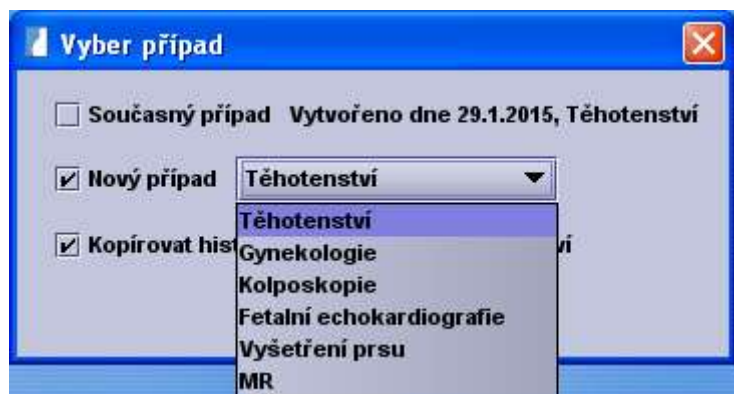 Vyber případ
Současný případ Vytvořeno dne 29.1.2015, Těhotenství
Nový případ Těhotenství
Těhotenství
Kopírovat
Gynekologie
Kolposkopie
Fetalní echokardiografie
Vyšetření prsu
MR